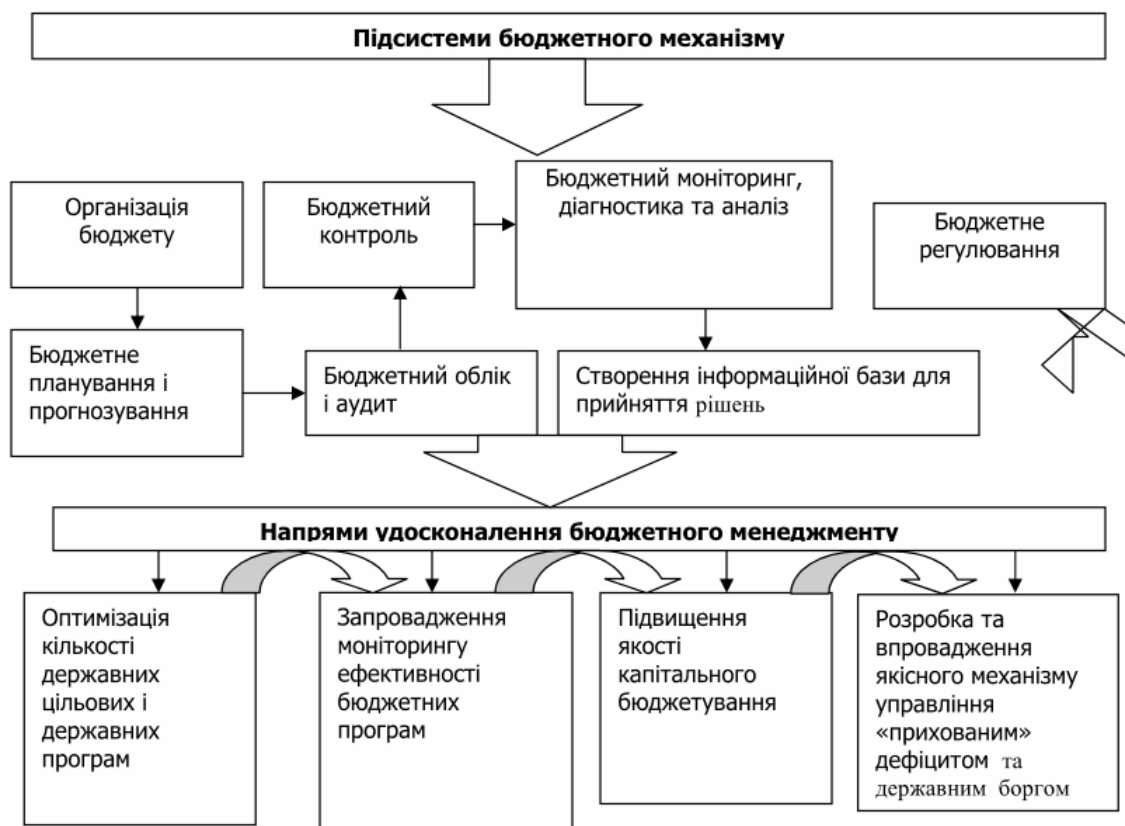 Підсистеми бюджетного механізму
Організація
бюджету
Бюджетний
контроль
Бюджетний моніторинг,
діагностика та аналіз
Бюджетне
регулювання
Бюджетне
планування і
прогнозування
Бюджетний облік
і аудит
Створення інформаційної бази для
прийняття рішень
Напрями удосконалення бюджетного менеджменту
Оптимізація
кількості
державних
цільових і
державних
програм
Запровадження
моніторингу
ефективності
бюджетних
програм
Підвищення
якості
капітального
бюджетування
Розробка та
впровадження
якісного механізму
управління
«прихованим»
дефіцитом та
державним боргом